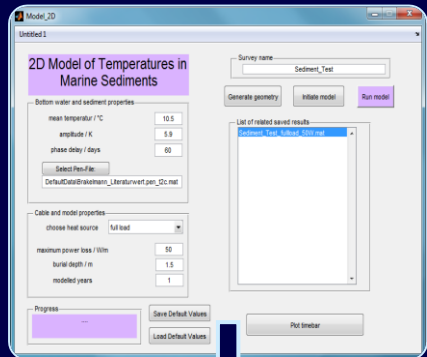 Model_2D
Untitled 1
2D Model of Temperatures in
Marine Sediments
Bottom water and sediment properties
mean temperatur / °C
10.5
amplitude / K
5.9
phase delay / days
60
Select Pen-File:
DefaultData\Brakelmann_Literaturwert.pen_t2c.mat
Cable and model properties
choose heat source
full load
maximum power loss / W/m
50
burial depth / m
1.5
modelled years
1
Progress
---
Save Default Values
Load Default Values
Survey name
Sediment_Test
Generate geometry
Initiate model
Run model
List of related saved results
Sediment_Test_fullload_50W.mat
Plot timebar